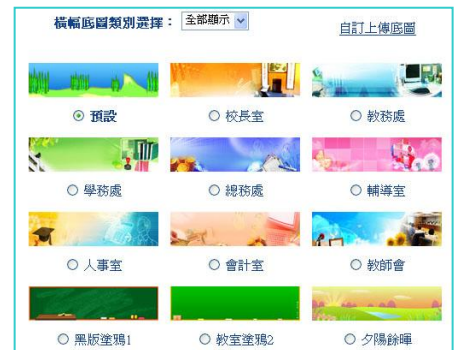 橫幅底圖類別選擇： 全部顯示 自訂上傳底圖
預設 校長室 教務處
學務處 總務處 輔導室
人事室 會計室 教師會
黑版塗鴉1 教室塗鴉2 夕陽餘暉